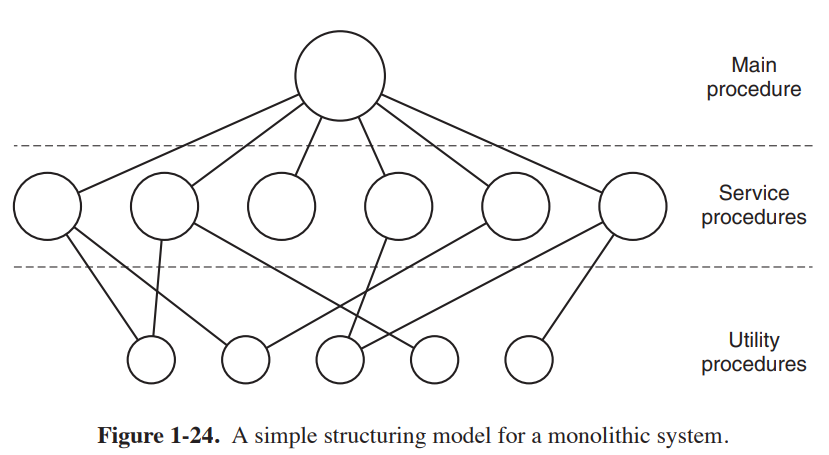 Main
procedure
Service
procedures
Utility
procedures
Figure 1-24. A simple structuring model for a monolithic system.